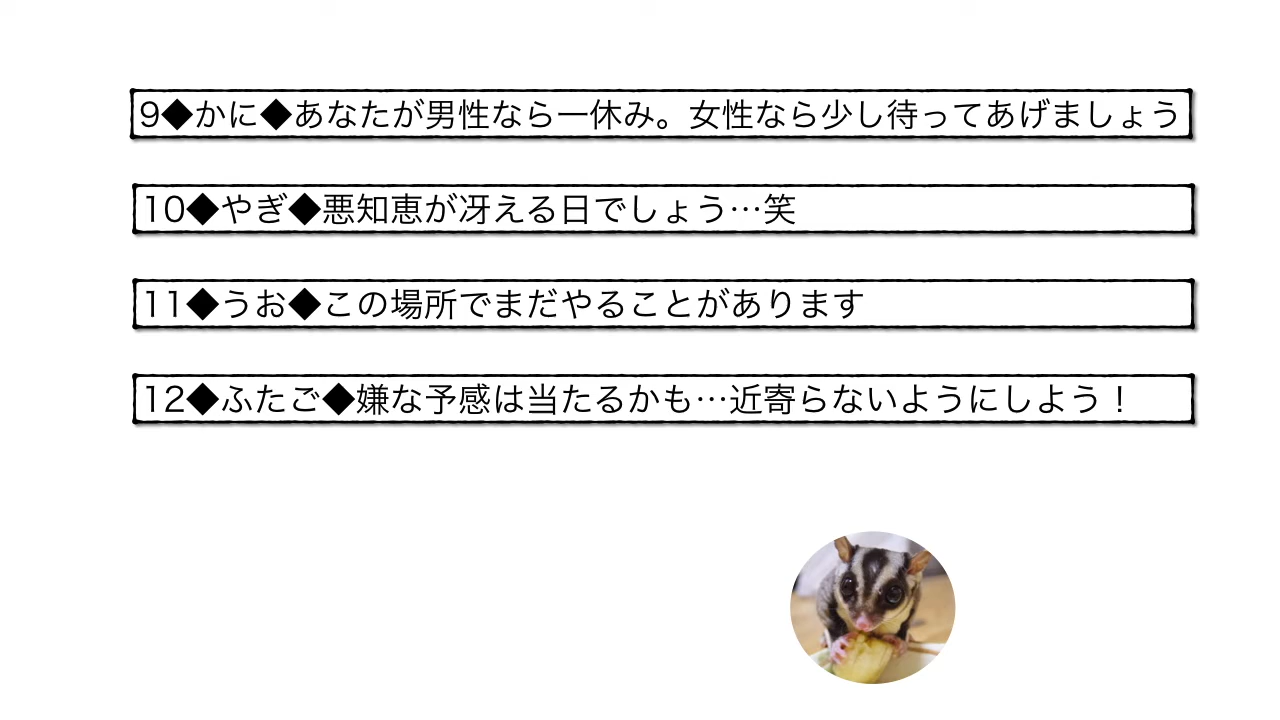 9◆かに◆あなたが男性なら一休み。女性なら少し待ってあげましょう
10◆やぎ◆悪知恵が冴える日でしょう…笑
11◆うお◆この場所でまだやることがあります
12◆ふたご◆嫌な予感は当たるかも…近寄らないようにしよう！